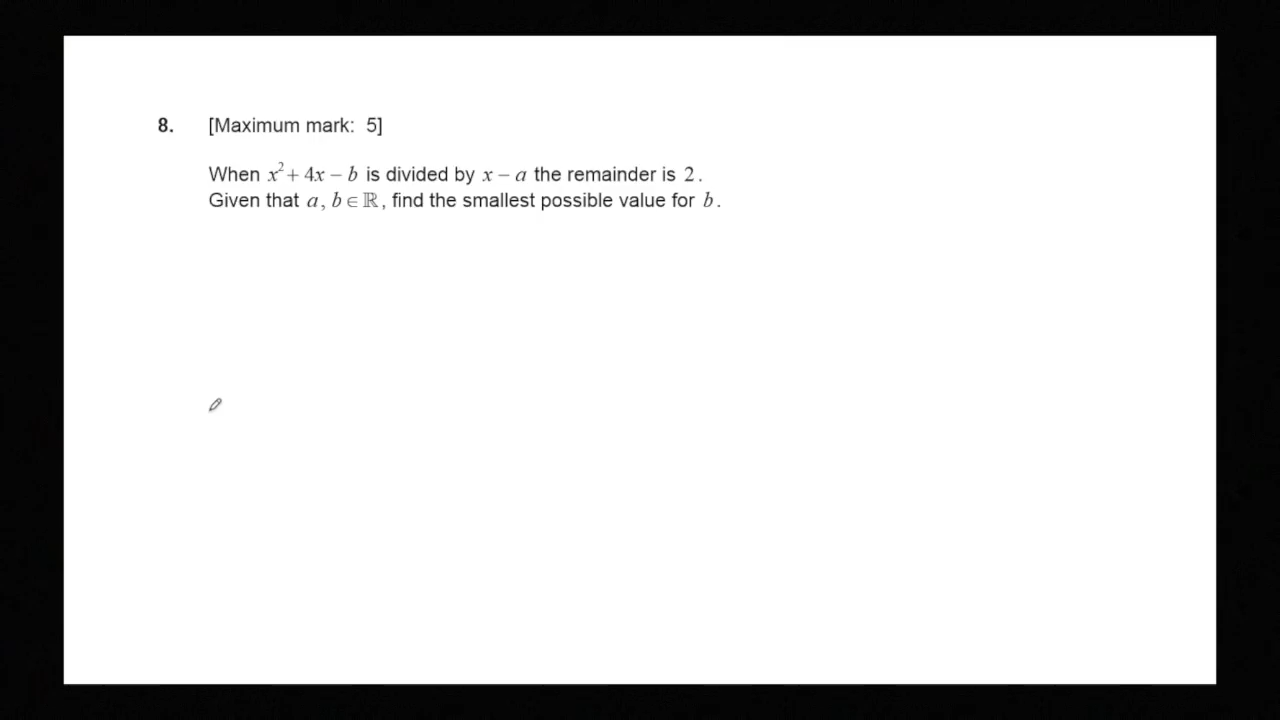 8. [Maximum mark: 5]
When x² + 4x − b is divided by x − a the remainder is 2.
Given that a, b ∈ ℝ, find the smallest possible value for b.